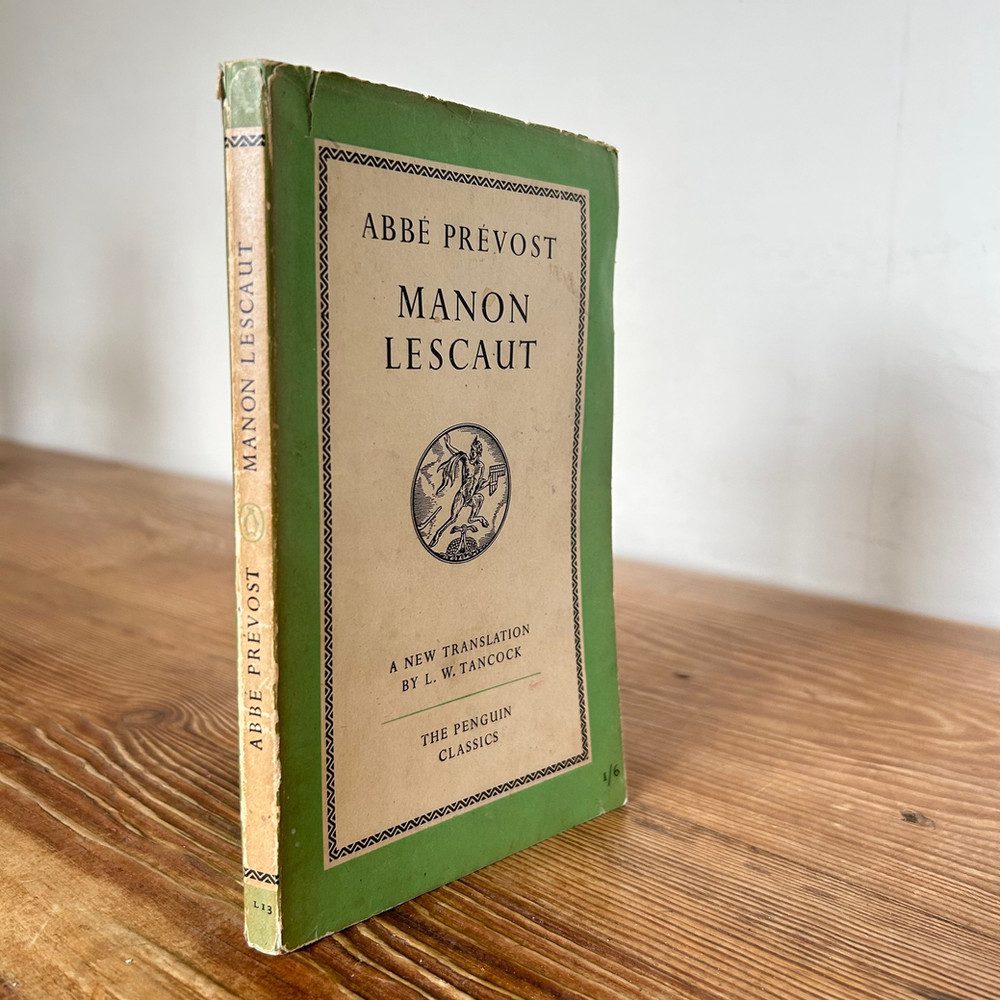 ABBÉ PRÉVOST
MANON
LESCAUT
A NEW TRANSLATION
BY L. W. TANCOCK
THE PENGUIN
CLASSICS
1/6
ABBÉ PRÉVOST
MANON LESCAUT
L13